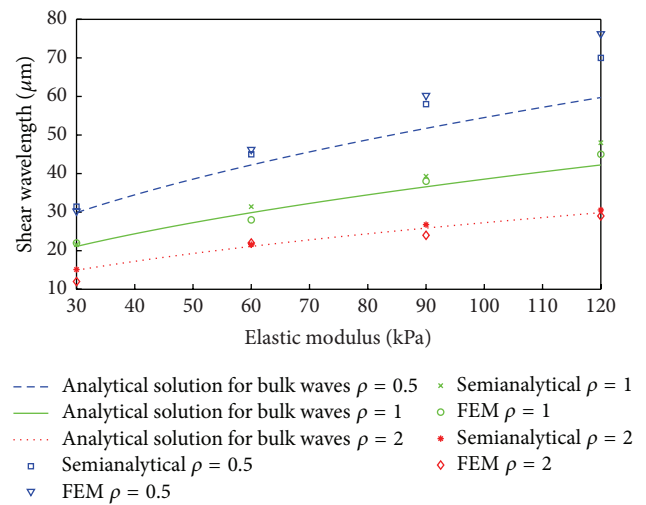 80
70
60
50
40
30
20
10
Shear wavelength (μm)
30 40 50 60 70 80 90 100 110 120
Elastic modulus (kPa)
Analytical solution for bulk waves ρ = 0.5
Analytical solution for bulk waves ρ = 1
Analytical solution for bulk waves ρ = 2
Semianalytical ρ = 0.5
FEM ρ = 0.5
Semianalytical ρ = 1
FEM ρ = 1
Semianalytical ρ = 2
FEM ρ = 2